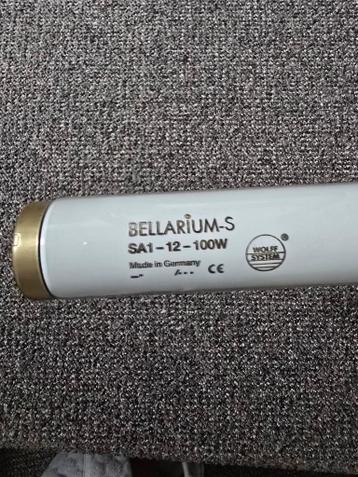 BELLARIUM-S
SA1-12-100W
Made in Germany
CE
WOLFF
SYSTEM
®